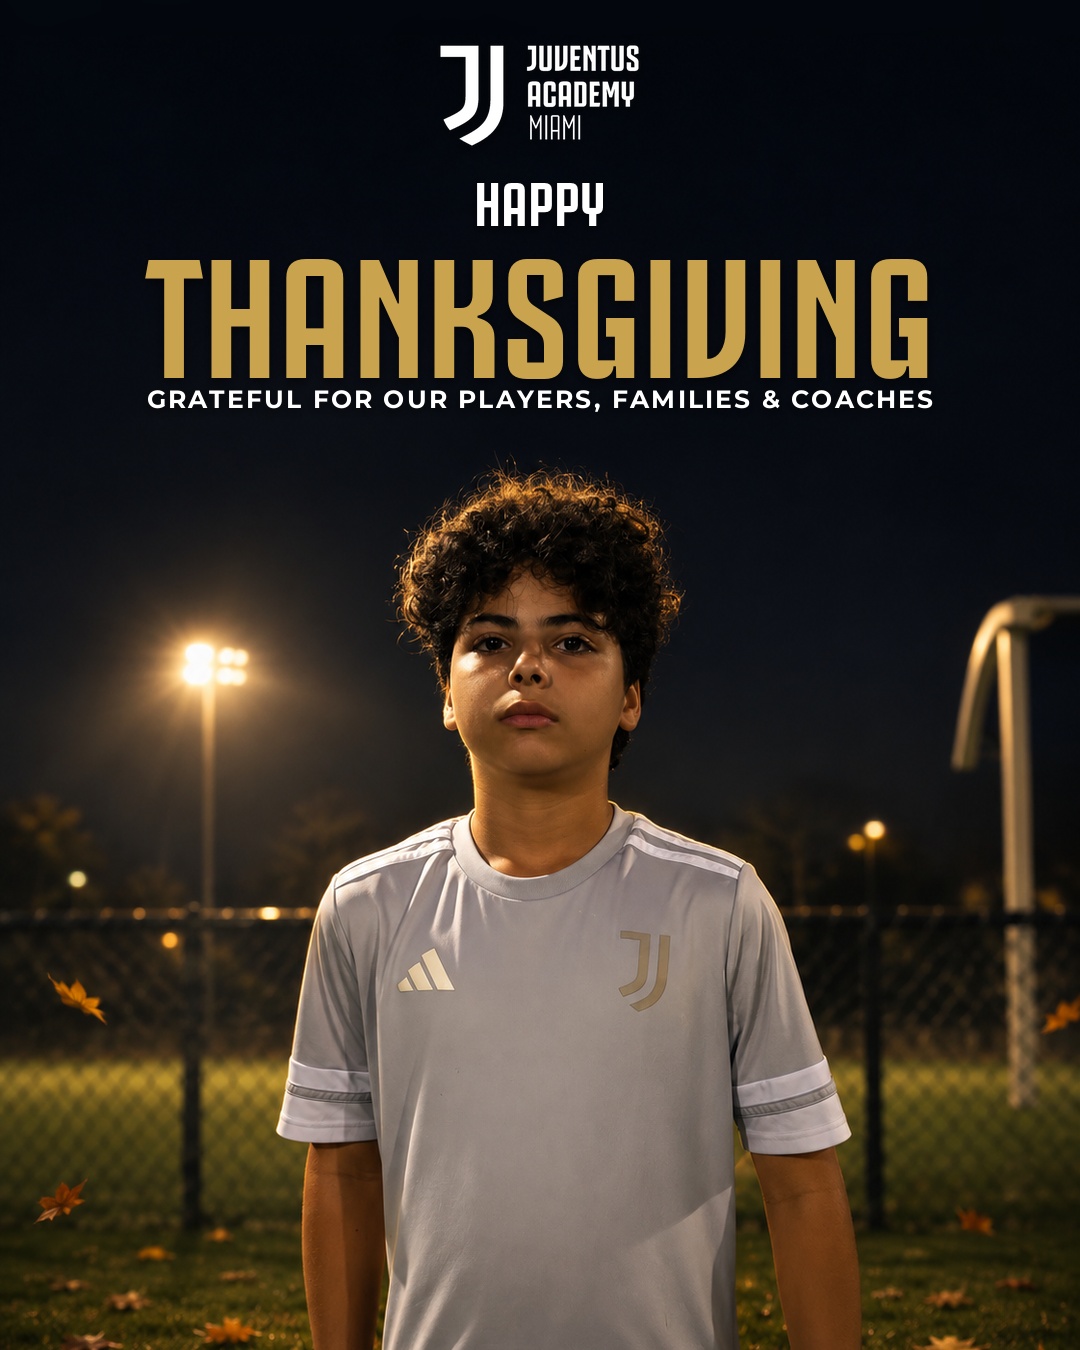 JUVENTUS
ACADEMY
MIAMI
HAPPY
THANKSGIVING
GRATEFUL FOR OUR PLAYERS, FAMILIES & COACHES